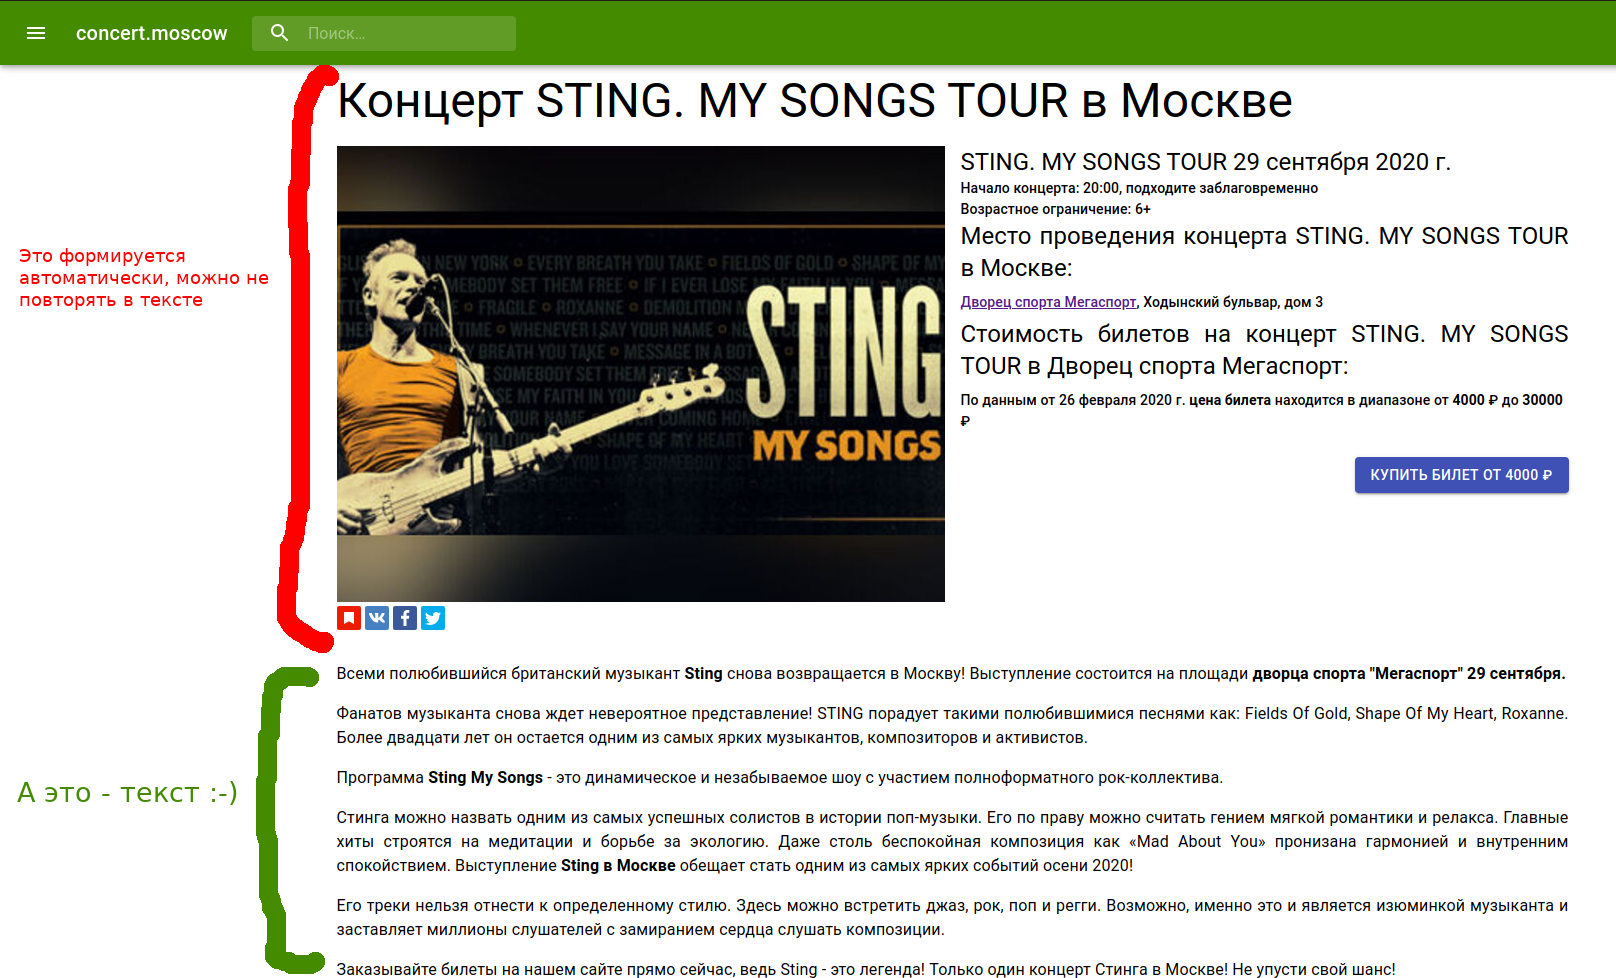 concert.moscow
Поиск…
Концерт STING. MY SONGS TOUR в Москве
STING
MY SONGS
STING. MY SONGS TOUR 29 сентября 2020 г.
Начало концерта: 20:00, подходите заблаговременно
Возрастное ограничение: 6+
Место проведения концерта STING. MY SONGS TOUR
в Москве:
Дворец спорта Мегаспорт, Ходынский бульвар, дом 3
Стоимость билетов на концерт STING. MY SONGS
TOUR в Дворец спорта Мегаспорт:
По данным от 26 февраля 2020 г. цена билета находится в диапазоне от 4000 ₽ до 30000
₽
КУПИТЬ БИЛЕТ ОТ 4000 ₽
Это формируется
автоматически, можно не
повторять в тексте
Всеми полюбившийся британский музыкант Sting снова возвращается в Москву! Выступление состоится на площади дворца спорта "Мегаспорт" 29 сентября.
Фанатов музыканта снова ждет невероятное представление! STING порадует такими полюбившимися песнями как: Fields Of Gold, Shape Of My Heart, Roxanne.
Более двадцати лет он остается одним из самых ярких музыкантов, композиторов и активистов.
Программа Sting My Songs - это динамическое и незабываемое шоу с участием полноформатного рок-коллектива.
А это - текст :-)
Стинга можно назвать одним из самых успешных солистов в истории поп-музыки. Его по праву можно считать гением мягкой романтики и релакса. Главные
хиты строятся на медитации и борьбе за экологию. Даже столь беспокойная композиция как «Mad About You» пронизана гармонией и внутренним
спокойствием. Выступление Sting в Москве обещает стать одним из самых ярких событий осени 2020!
Его треки нельзя отнести к определенному стилю. Здесь можно встретить джаз, рок, поп и регги. Возможно, именно это и является изюминкой музыканта и
заставляет миллионы слушателей с замиранием сердца слушать композиции.
Заказывайте билеты на нашем сайте прямо сейчас, ведь Sting - это легенда! Только один концерт Стинга в Москве! Не упусти свой шанс!